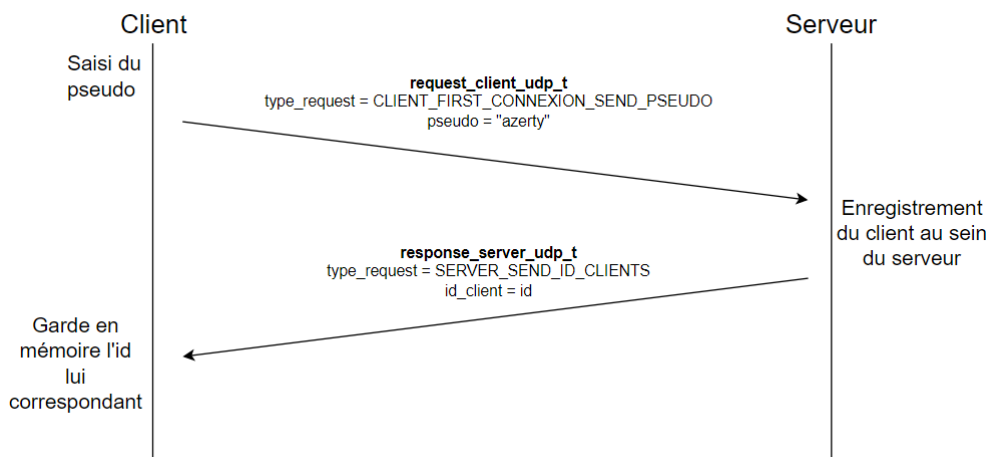 Client
Serveur
Saisi du
pseudo
request_client_udp_t
type_request = CLIENT_FIRST_CONNEXION_SEND_PSEUDO
pseudo = "azerty"
Enregistrement
du client au sein
du serveur
response_server_udp_t
type_request = SERVER_SEND_ID_CLIENTS
id_client = id
Garde en
mémoire l'id
lui
correspondant